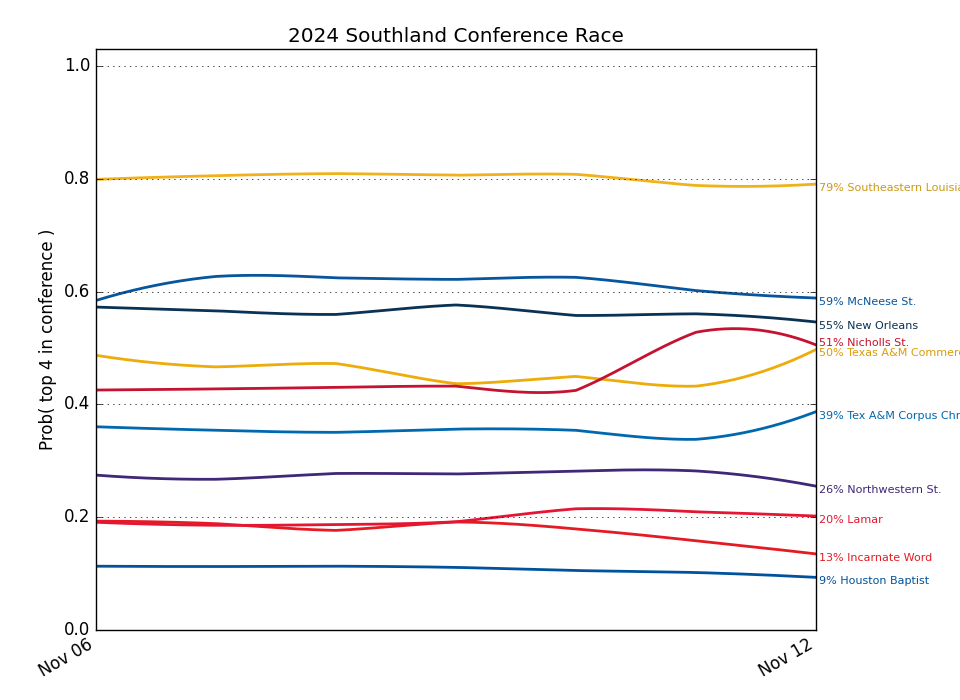 2024 Southland Conference Race
1.0
0.8
0.6
0.4
0.2
0.0
Prob( top 4 in conference )
Nov 06
Nov 12
79% Southeastern Louisia
59% McNeese St.
55% New Orleans
51% Nicholls St.
50% Texas A&M Commerc
39% Tex A&M Corpus Chr
26% Northwestern St.
20% Lamar
13% Incarnate Word
9% Houston Baptist